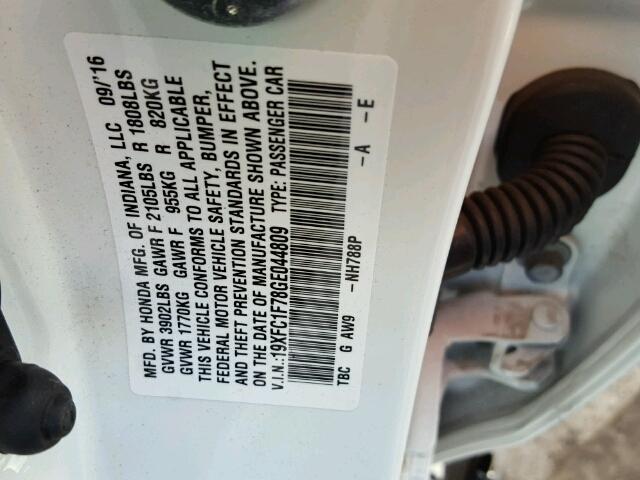 MFD. BY HONDA MFG. OF INDIANA, LLC 09/'16
GVWR 3902LBS GAWR F 2105LBS R 1808LBS
GVWR 1770KG GAWR F 955KG R 820KG
THIS VEHICLE CONFORMS TO ALL APPLICABLE
FEDERAL MOTOR VEHICLE SAFETY, BUMPER,
AND THEFT PREVENTION STANDARDS IN EFFECT
ON THE DATE OF MANUFACTURE SHOWN ABOVE.
V.I.N.:19XFC1F78GE044809 TYPE: PASSENGER CAR
TBC G AW9 -NH788P -A -E